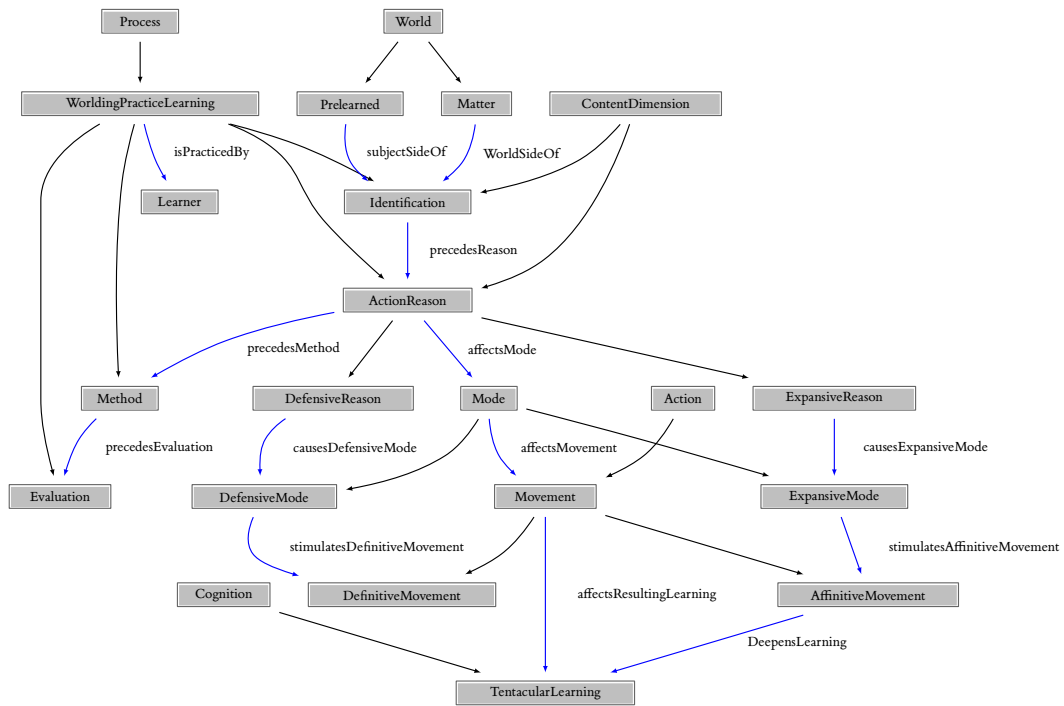 Process
World
WorldingPracticeLearning
Prelearned
Matter
ContentDimension
isPracticedBy
subjectSideOf
WorldSideOf
Learner
Identification
precedesReason
ActionReason
precedesMethod
affectsMode
Method
DefensiveReason
Mode
Action
ExpansiveReason
precedesEvaluation
causesDefensiveMode
affectsMovement
causesExpansiveMode
Evaluation
DefensiveMode
Movement
ExpansiveMode
stimulatesDefinitiveMovement
stimulatesAffinitiveMovement
Cognition
DefinitiveMovement
affectsResultingLearning
AffinitiveMovement
DeepensLearning
TentacularLearning